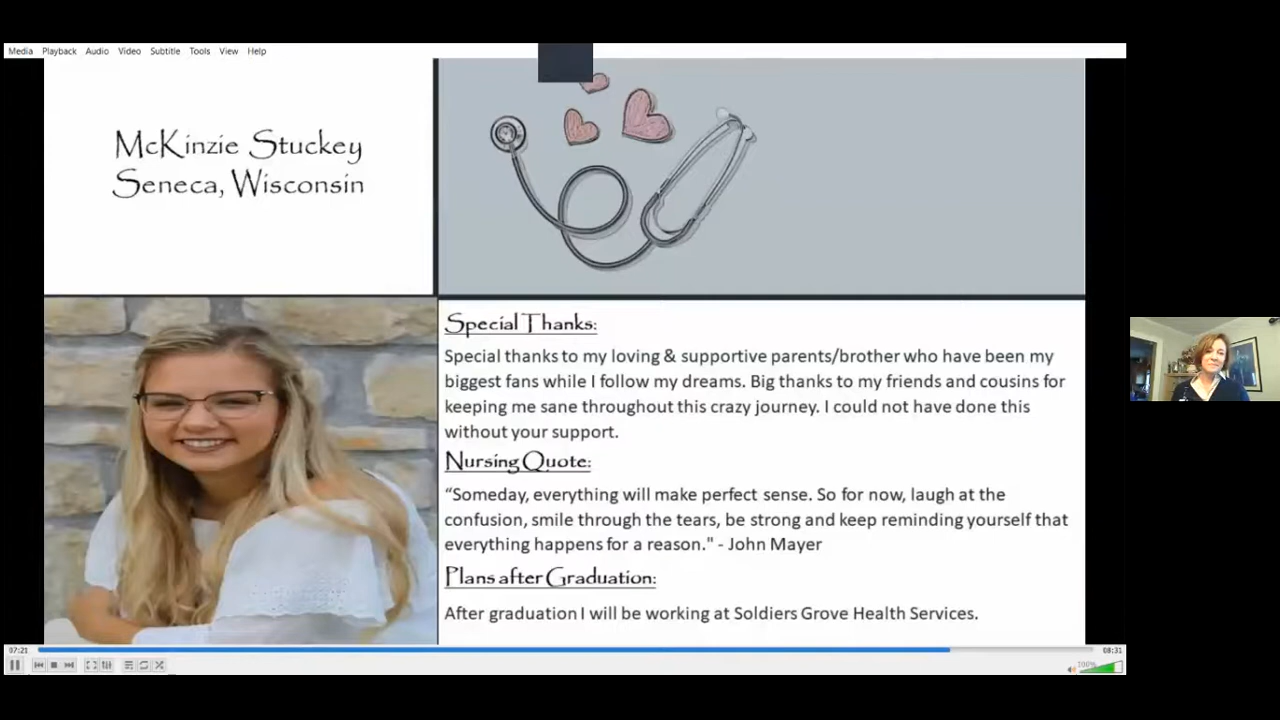 Media Playback Audio Video Subtitle Tools View Help
McKinzie Stuckey
Seneca, Wisconsin
Special Thanks:
Special thanks to my loving & supportive parents/brother who have been my
biggest fans while I follow my dreams. Big thanks to my friends and cousins for
keeping me sane throughout this crazy journey. I could not have done this
without your support.
Nursing Quote:
“Someday, everything will make perfect sense. So for now, laugh at the
confusion, smile through the tears, be strong and keep reminding yourself that
everything happens for a reason." - John Mayer
Plans after Graduation:
After graduation I will be working at Soldiers Grove Health Services.
07:21 08:31
100%